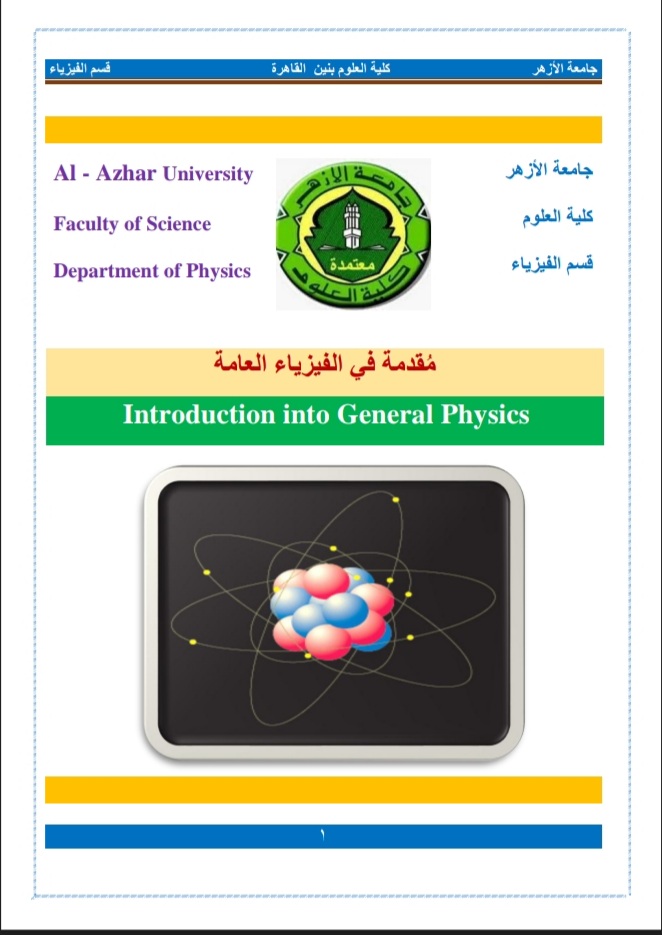 جامعة الأزهر كلية العلوم بنين القاهرة قسم الفيزياء
Al - Azhar University
Faculty of Science
Department of Physics
جامعة الازهر
معتمدة
كلية العلوم
جامعة الأزهر
كلية العلوم
قسم الفيزياء
مُقدمة في الفيزياء العامة
Introduction into General Physics
١